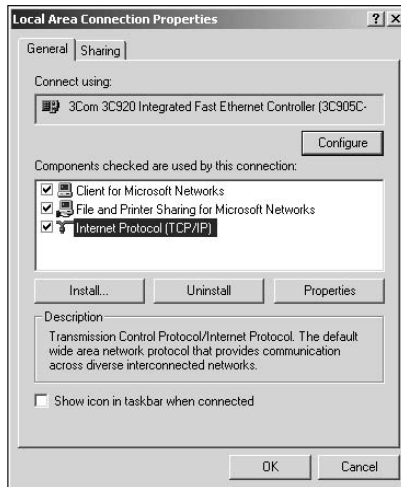 Local Area Connection Properties
General Sharing
Connect using:
3Com 3C920 Integrated Fast Ethernet Controller (3C905C-
Configure
Components checked are used by this connection:
Client for Microsoft Networks
File and Printer Sharing for Microsoft Networks
Internet Protocol (TCP/IP)
Install... Uninstall Properties
Description
Transmission Control Protocol/Internet Protocol. The default
wide area network protocol that provides communication
across diverse interconnected networks.
Show icon in taskbar when connected
OK Cancel